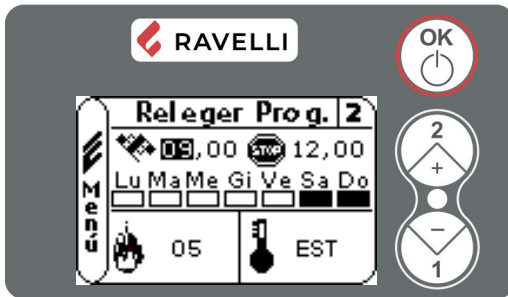 RAVELLI
OK
Releger Prog. 2
09,00 STOP 12,00
Lu Ma Me Gi Ve Sa Do
Menú
05 EST
2
+
−
1